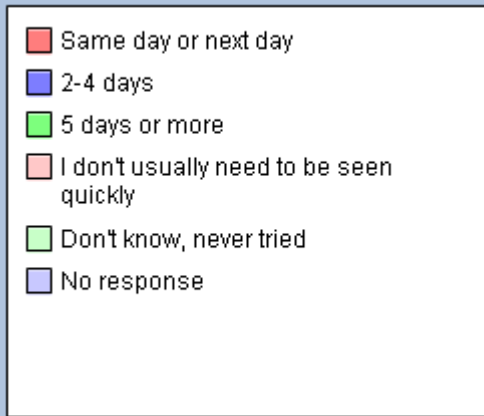 Same day or next day
2-4 days
5 days or more
I don't usually need to be seen
quickly
Don't know, never tried
No response